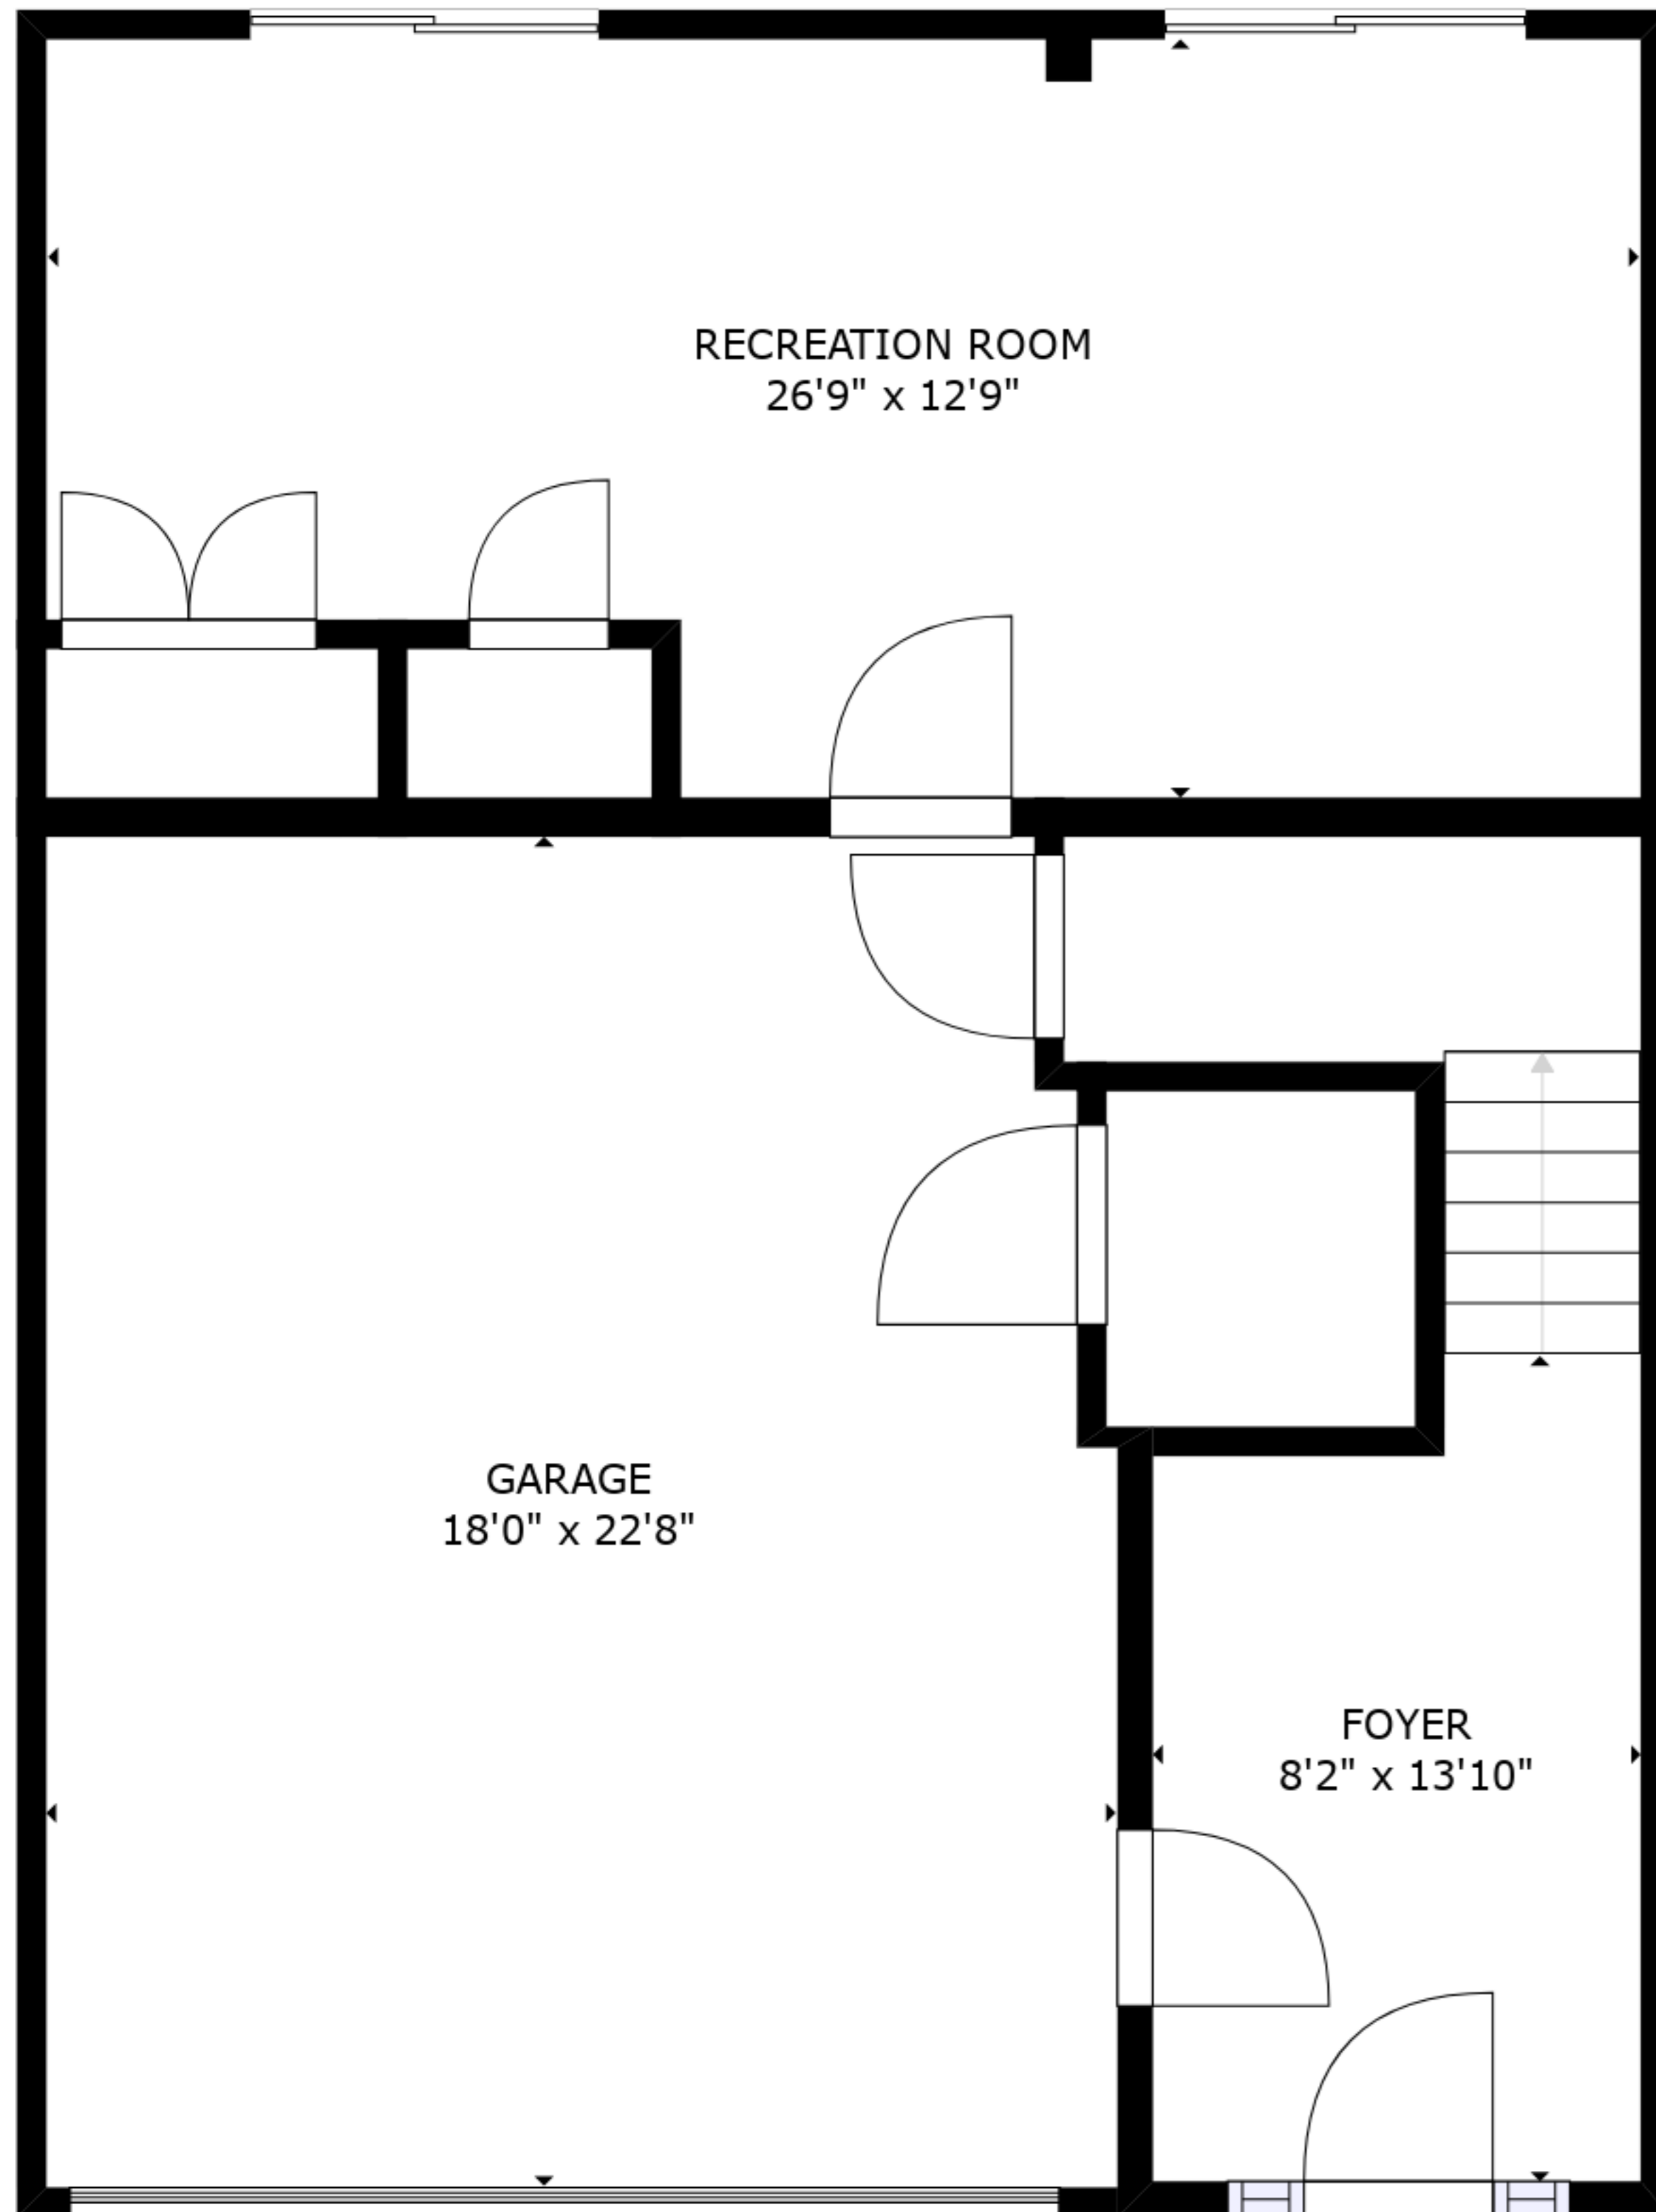 RECREATION ROOM
26'9" x 12'9"
GARAGE
18'0" x 22'8"
FOYER
8'2" x 13'10"